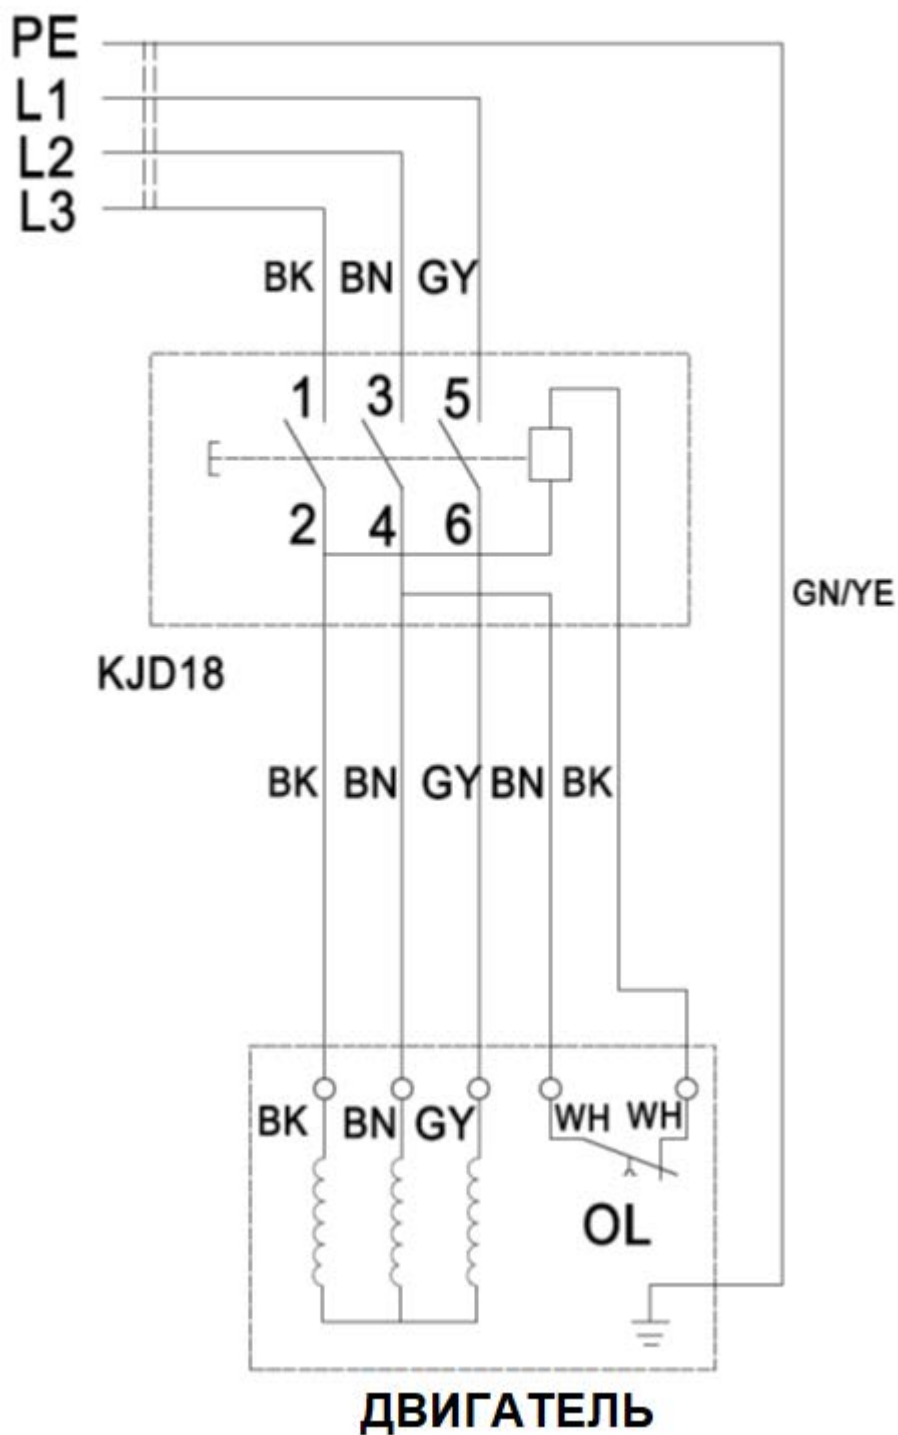 PE
L1
L2
L3
BK BN GY
1 3 5
2 4 6
GN/YE
KJD18
BK BN GY BN BK
BK BN GY WH WH
OL
ДВИГАТЕЛЬ